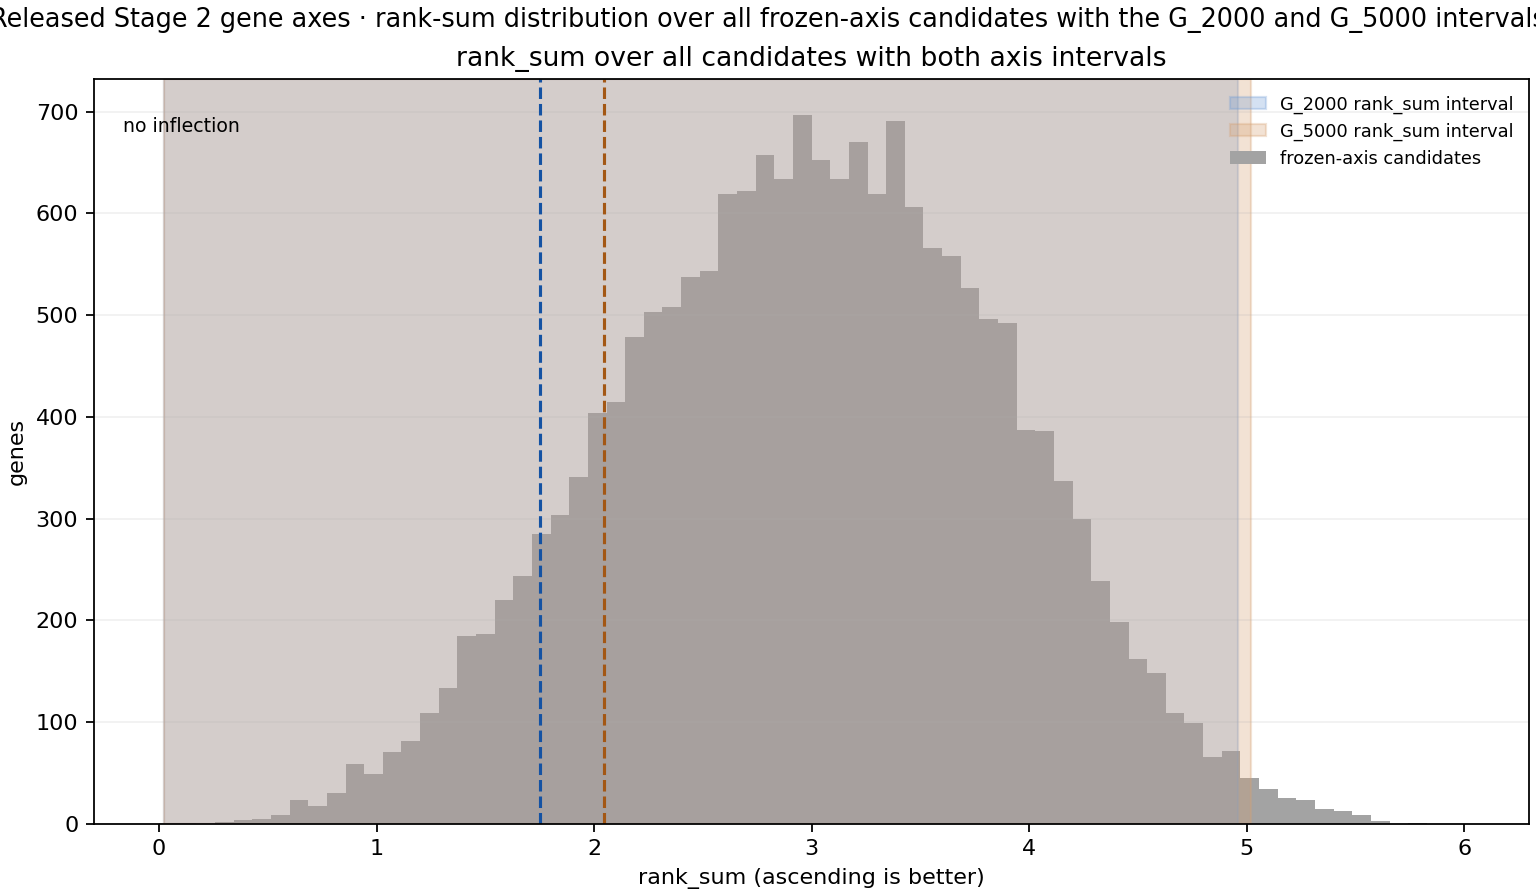 Released Stage 2 gene axes · rank-sum distribution over all frozen-axis candidates with the G_2000 and G_5000 intervals
rank_sum over all candidates with both axis intervals
no inflection
G_2000 rank_sum interval
G_5000 rank_sum interval
frozen-axis candidates
genes
700
600
500
400
300
200
100
0
0 1 2 3 4 5 6
rank_sum (ascending is better)